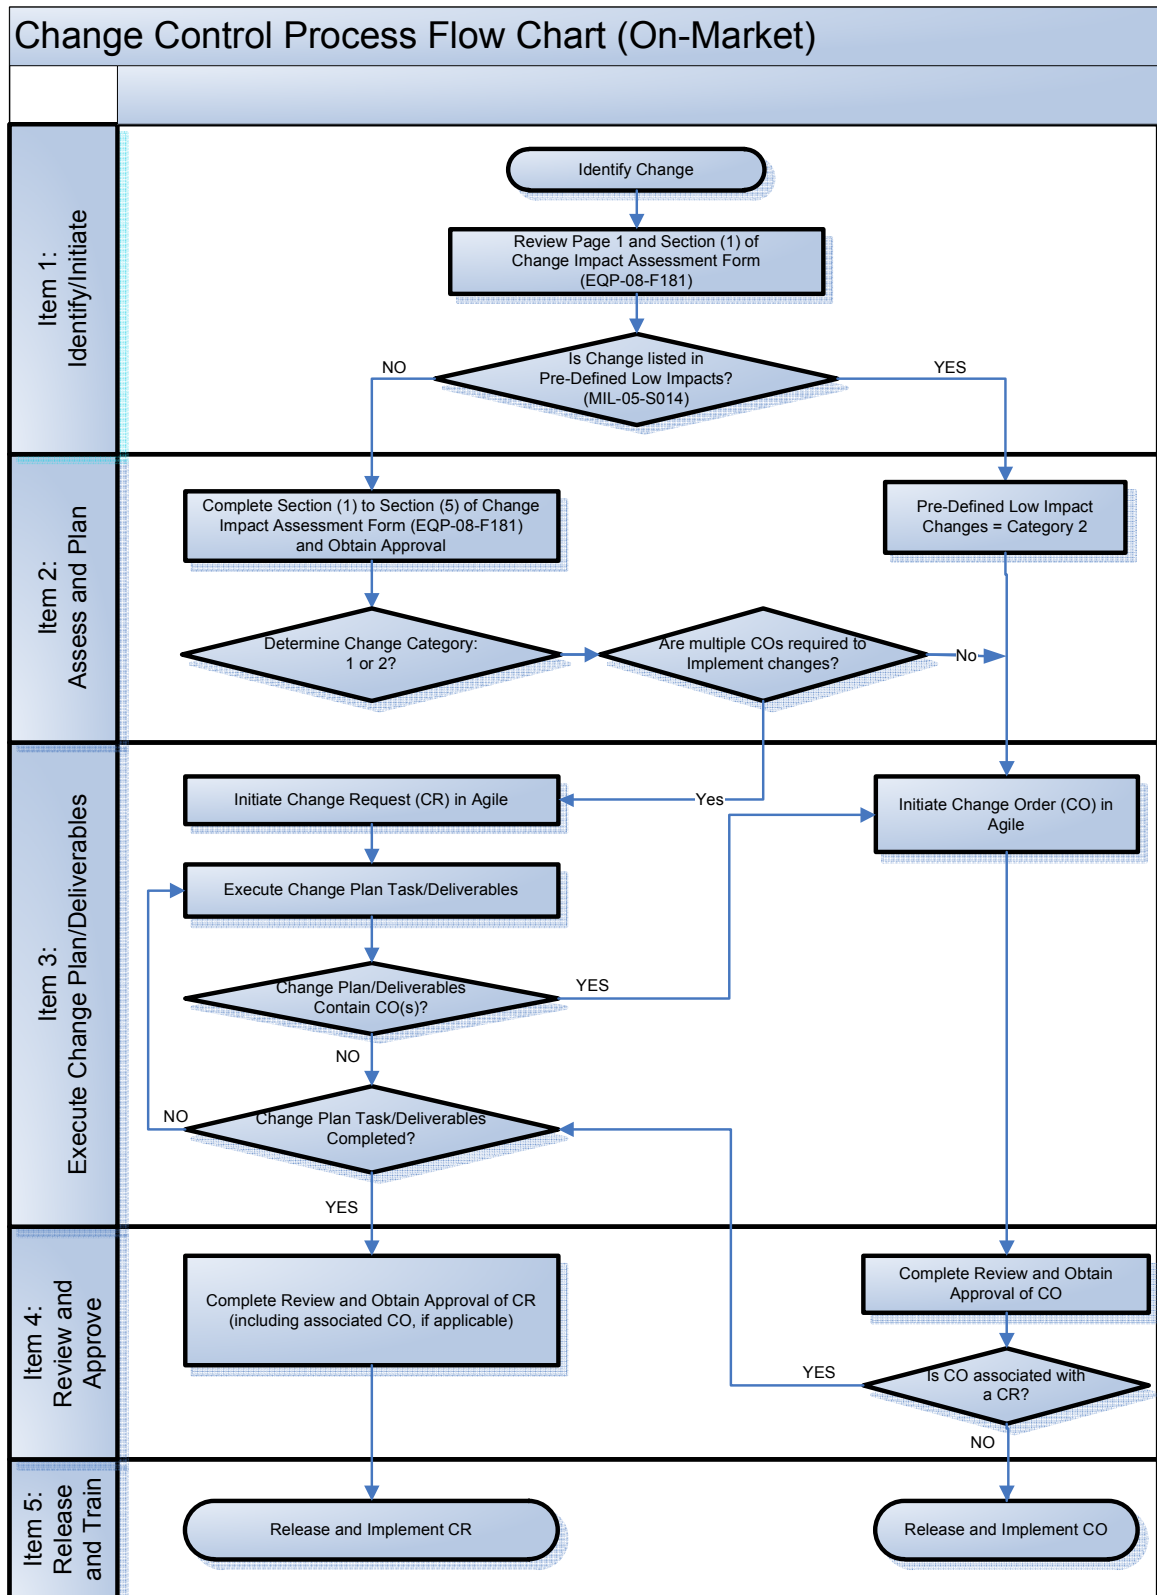 Change Control Process Flow Chart (On-Market)
Item 1:
Identify/Initiate
Identify Change
Review Page 1 and Section (1) of
Change Impact Assessment Form
(EQP-08-F181)
Is Change listed in
Pre-Defined Low Impacts?
(MIL-05-S014)
NO
YES
Item 2:
Assess and Plan
Complete Section (1) to Section (5) of Change
Impact Assessment Form (EQP-08-F181)
and Obtain Approval
Pre-Defined Low Impact
Changes = Category 2
Determine Change Category:
1 or 2?
Are multiple COs required to
Implement changes?
No
Item 3:
Execute Change Plan/Deliverables
Initiate Change Request (CR) in Agile
Yes
Initiate Change Order (CO) in
Agile
Execute Change Plan Task/Deliverables
Change Plan/Deliverables
Contain CO(s)?
YES
NO
Change Plan Task/Deliverables
Completed?
NO
YES
Item 4:
Review and
Approve
Complete Review and Obtain Approval of CR
(including associated CO, if applicable)
Complete Review and Obtain
Approval of CO
Is CO associated with
a CR?
YES
NO
Item 5:
Release
and Train
Release and Implement CR
Release and Implement CO